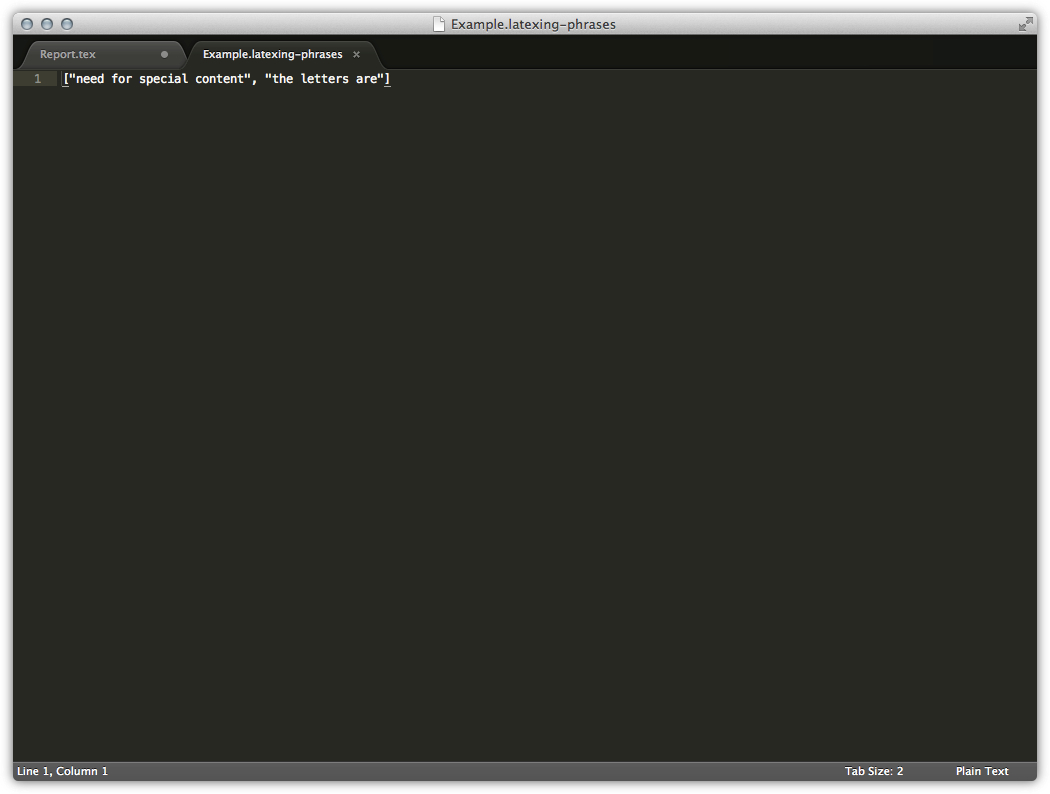 Example.latexing-phrases
Report.tex
Example.latexing-phrases
1 ["need for special content", "the letters are"]
Line 1, Column 1
Tab Size: 2
Plain Text